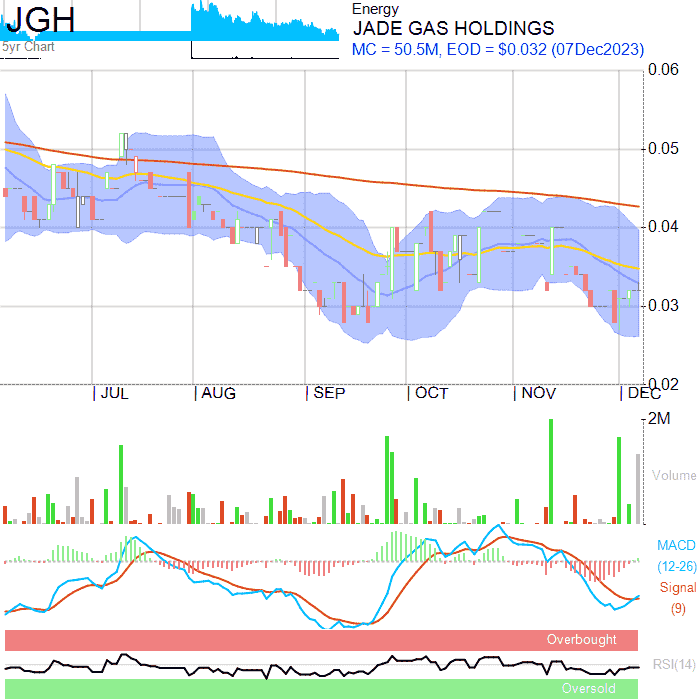 JGH
5yr Chart
Energy
JADE GAS HOLDINGS
MC = 50.5M, EOD = $0.032 (07Dec2023)
0.06
0.05
0.04
0.03
0.02
JUL AUG SEP OCT NOV DEC
2M
Volume
MACD
(12-26)
Signal
(9)
Overbought
RSI(14)
Oversold